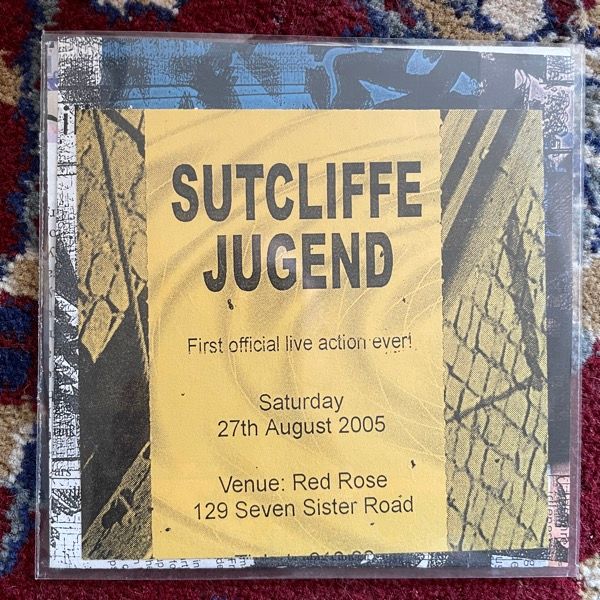 SUTCLIFFE
JUGEND
First official live action ever!
Saturday
27th August 2005
Venue: Red Rose
129 Seven Sister Road